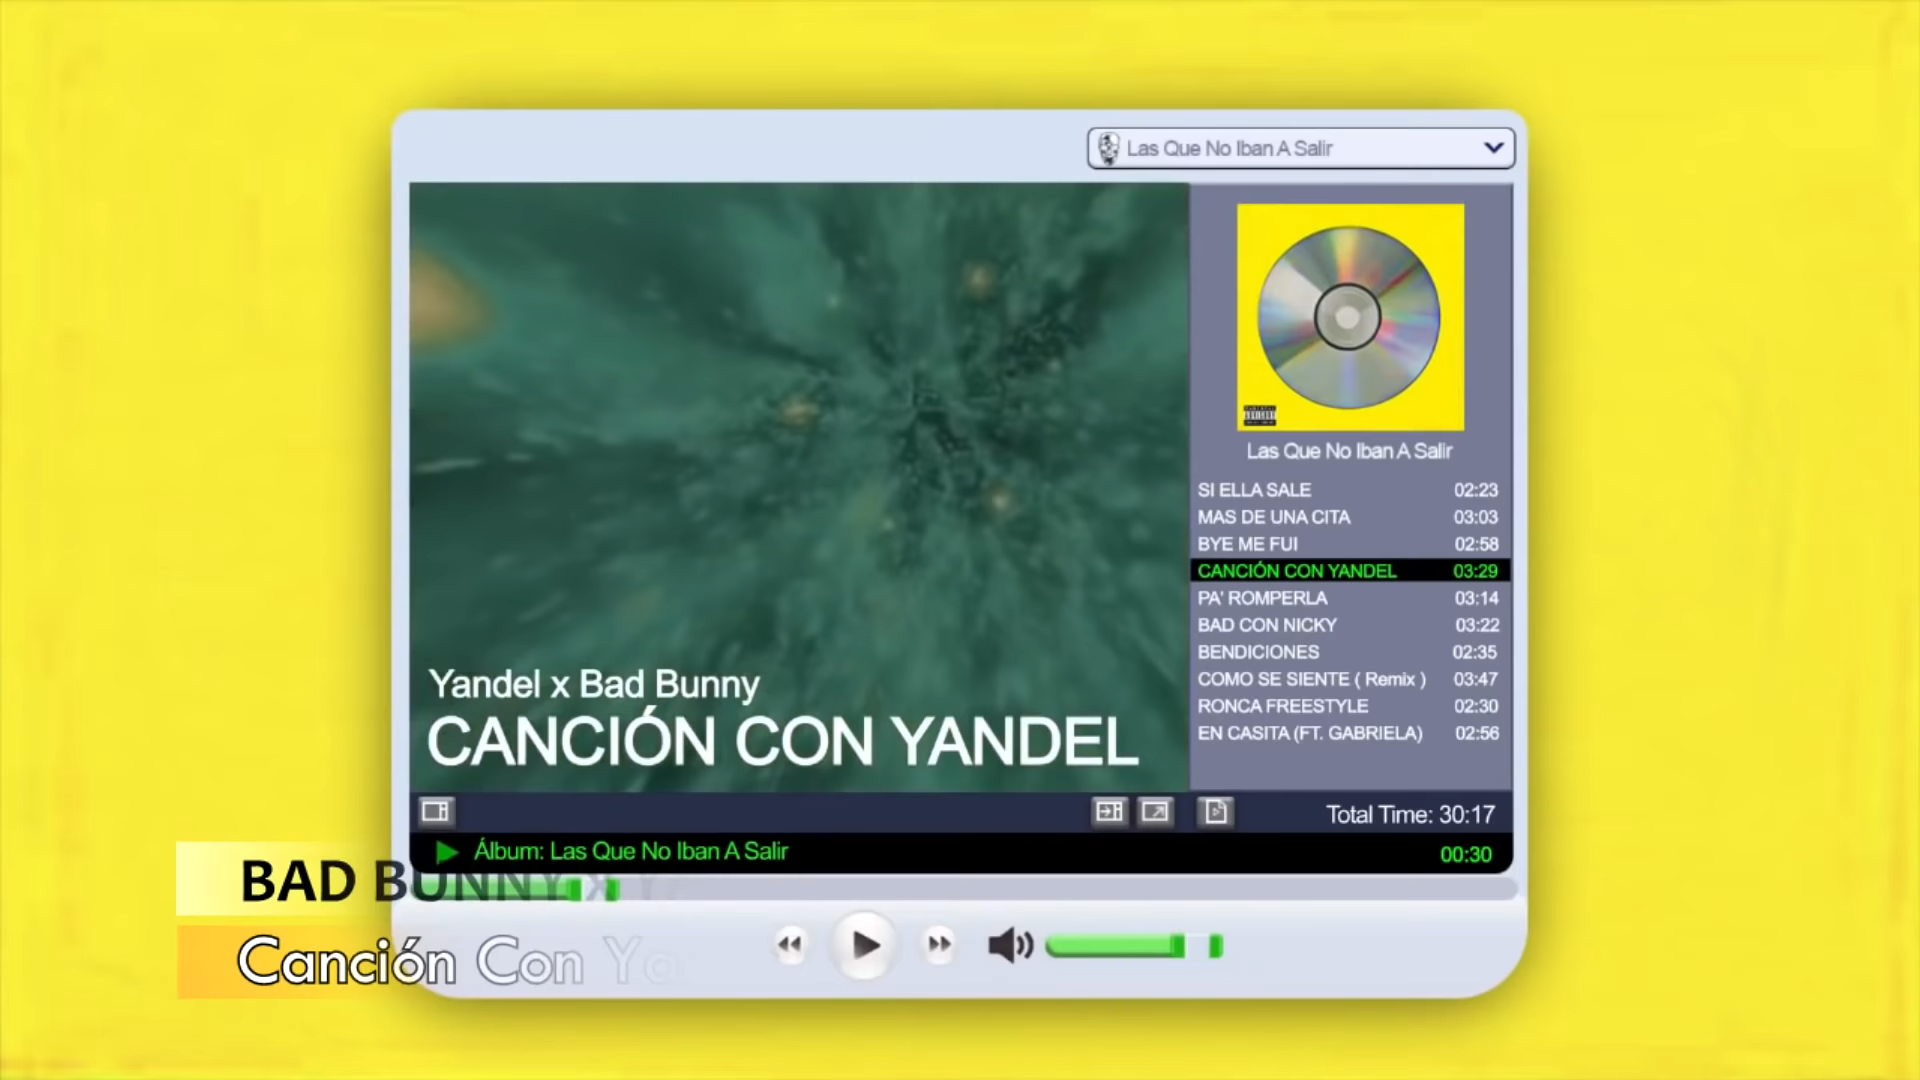 Las Que No Iban A Salir
Las Que No Iban A Salir
SI ELLA SALE 02:23
MAS DE UNA CITA 03:03
BYE ME FUI 02:58
CANCIÓN CON YANDEL 03:29
PA' ROMPERLA 03:14
BAD CON NICKY 03:22
BENDICIONES 02:35
COMO SE SIENTE ( Remix ) 03:47
RONCA FREESTYLE 02:30
EN CASITA (FT. GABRIELA) 02:56
Yandel x Bad Bunny
CANCIÓN CON YANDEL
Total Time: 30:17
Álbum: Las Que No Iban A Salir 00:30
BAD BUNNY X Y
Canción Con Ya